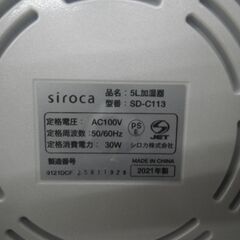 siroca
品名：5L加湿器
型番：SD-C113
定格電圧：AC100V
定格周波数：50/60Hz
定格消費電力：30W
PS
E
JET
シロカ株式会社
製造番号
MADE IN CHINA
2021年製